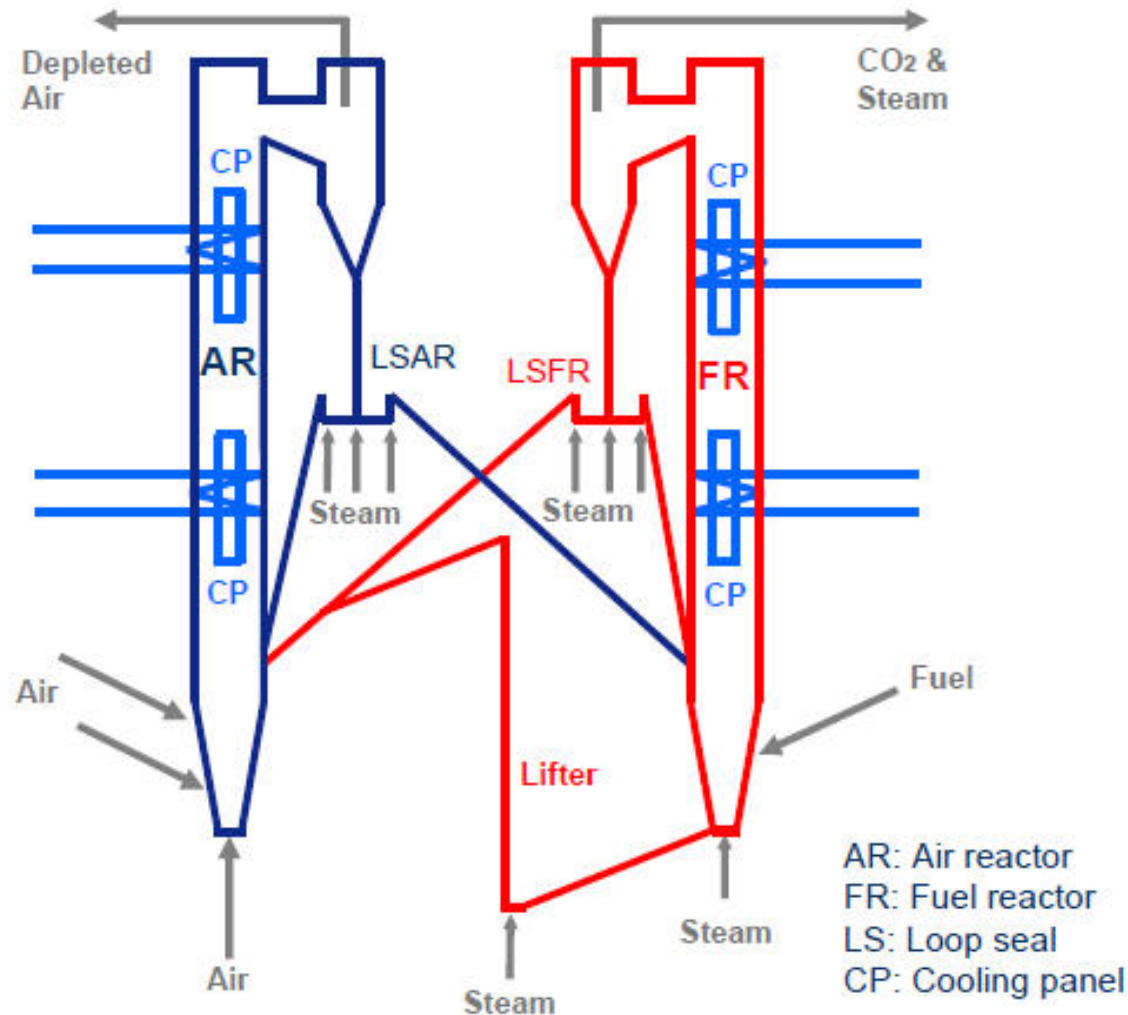 Depleted
Air
CO₂ &
Steam
CP
CP
AR
LSAR
LSFR
FR
Steam
Steam
CP
CP
Air
Fuel
Lifter
Air
Steam
Steam
AR: Air reactor
FR: Fuel reactor
LS: Loop seal
CP: Cooling panel